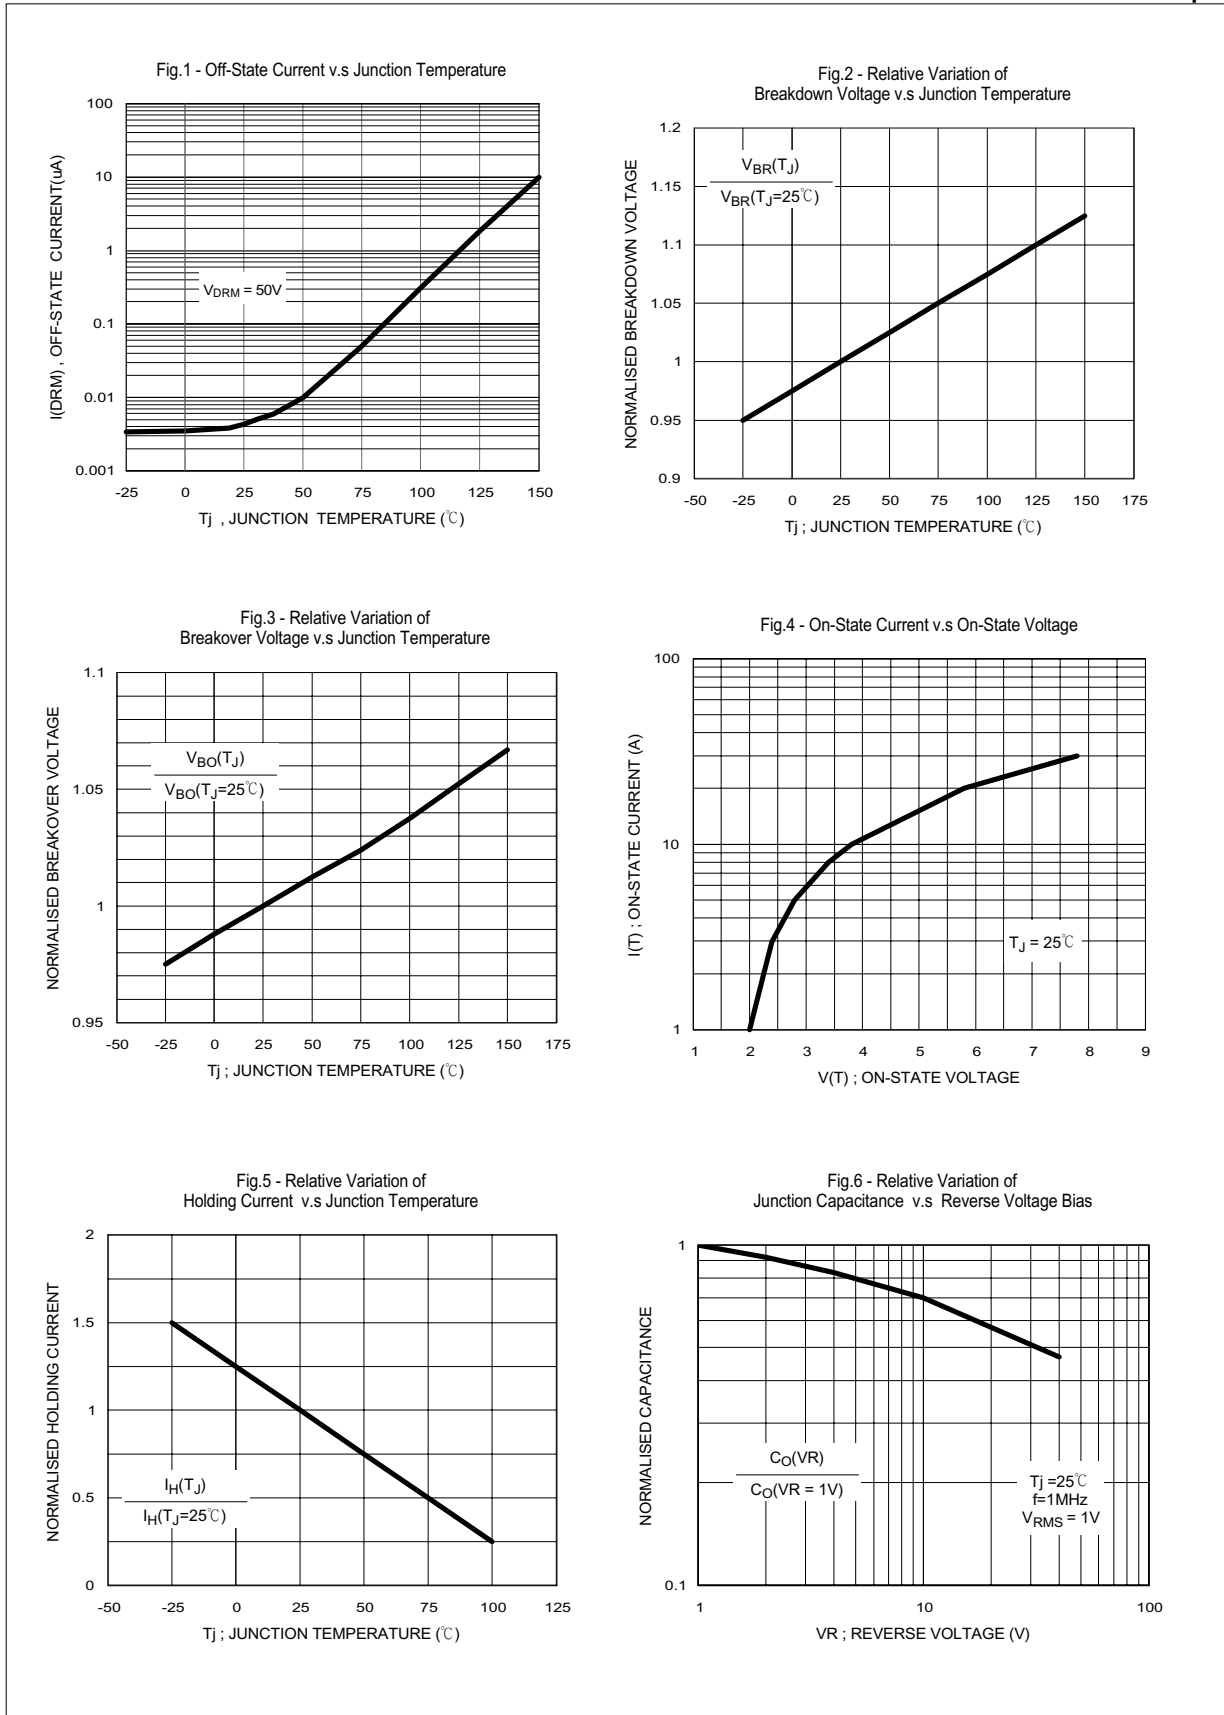 Fig.1 - Off-State Current v.s Junction Temperature
I(DRM) , OFF-STATE CURRENT(uA)
100
10
1
0.1
0.01
0.001
VDRM = 50V
-25 0 25 50 75 100 125 150
Tj , JUNCTION TEMPERATURE (℃)
Fig.2 - Relative Variation of
Breakdown Voltage v.s Junction Temperature
NORMALISED BREAKDOWN VOLTAGE
1.2
1.15
1.1
1.05
1
0.95
0.9
VBR(TJ)
VBR(TJ=25℃)
-50 -25 0 25 50 75 100 125 150 175
Tj ; JUNCTION TEMPERATURE (℃)
Fig.3 - Relative Variation of
Breakover Voltage v.s Junction Temperature
NORMALISED BREAKOVER VOLTAGE
1.1
1.05
1
0.95
VBO(TJ)
VBO(TJ=25℃)
-50 -25 0 25 50 75 100 125 150 175
Tj ; JUNCTION TEMPERATURE (℃)
Fig.4 - On-State Current v.s On-State Voltage
I(T) ; ON-STATE CURRENT (A)
100
10
1
TJ = 25℃
1 2 3 4 5 6 7 8 9
V(T) ; ON-STATE VOLTAGE
Fig.5 - Relative Variation of
Holding Current v.s Junction Temperature
NORMALISED HOLDING CURRENT
2
1.5
1
0.5
0
IH(TJ)
IH(TJ=25℃)
-50 -25 0 25 50 75 100 125
Tj ; JUNCTION TEMPERATURE (℃)
Fig.6 - Relative Variation of
Junction Capacitance v.s Reverse Voltage Bias
NORMALISED CAPACITANCE
1
0.1
CO(VR)
CO(VR = 1V)
Tj =25℃
f=1MHz
VRMS = 1V
1 10 100
VR ; REVERSE VOLTAGE (V)